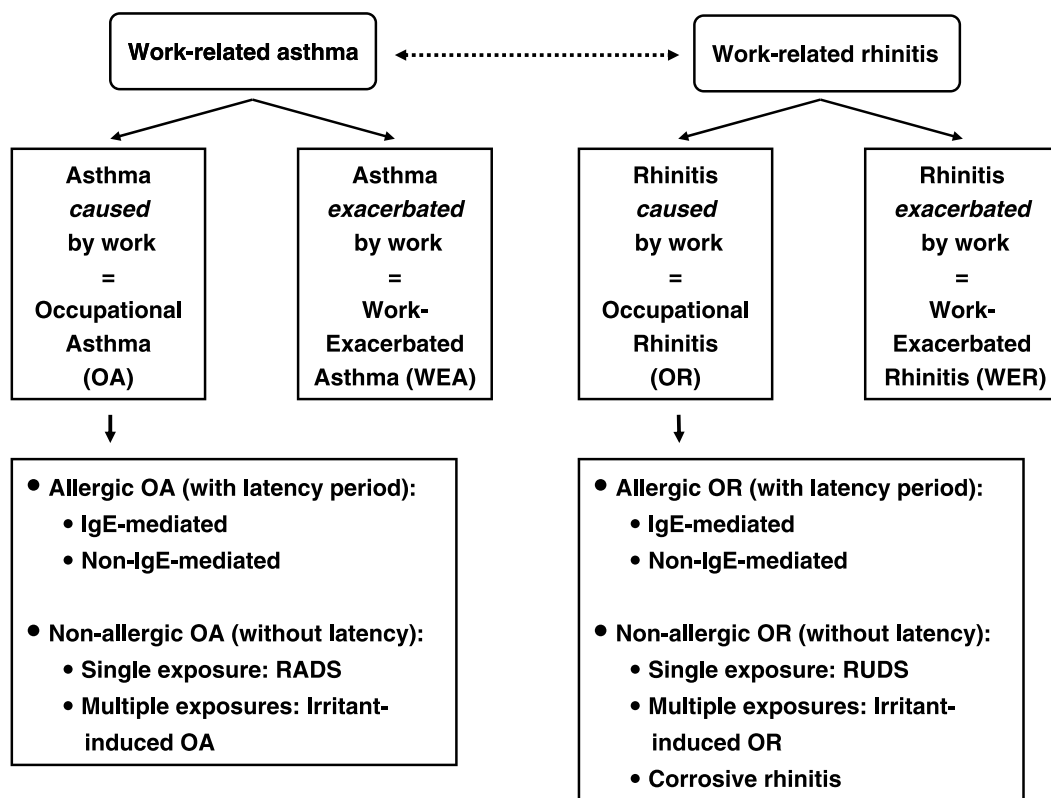 Work-related asthma
Work-related rhinitis
Asthma
caused
by work
=
Occupational
Asthma
(OA)
Asthma
exacerbated
by work
=
Work-
Exacerbated
Asthma (WEA)
Rhinitis
caused
by work
=
Occupational
Rhinitis
(OR)
Rhinitis
exacerbated
by work
=
Work-
Exacerbated
Rhinitis (WER)
• Allergic OA (with latency period):
• IgE-mediated
• Non-IgE-mediated
• Non-allergic OA (without latency):
• Single exposure: RADS
• Multiple exposures: Irritant-
induced OA
• Allergic OR (with latency period):
• IgE-mediated
• Non-IgE-mediated
• Non-allergic OR (without latency):
• Single exposure: RUDS
• Multiple exposures: Irritant-
induced OR
• Corrosive rhinitis